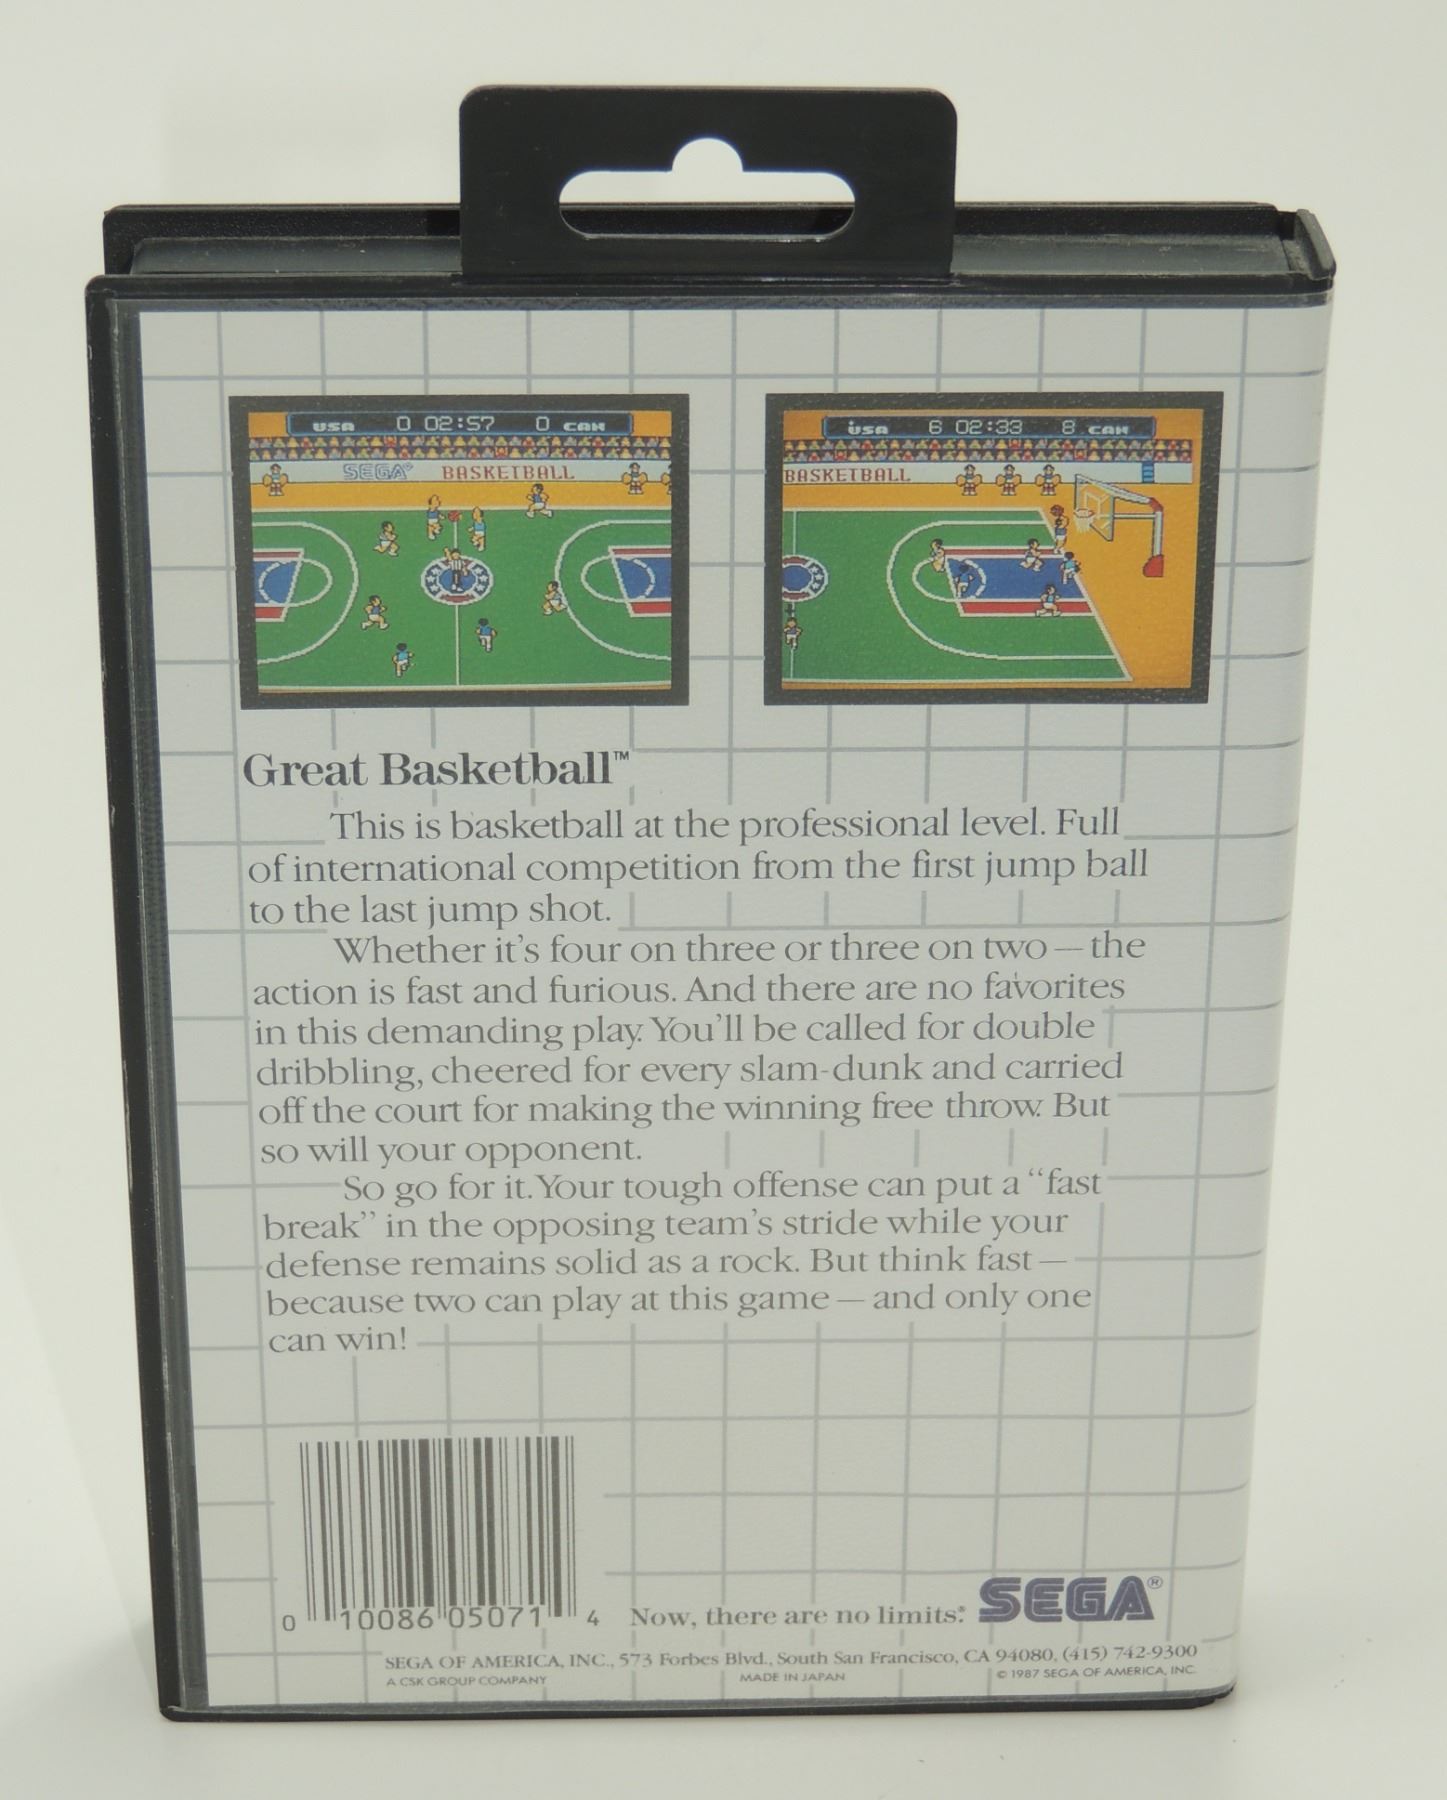 USA 0 02:57 0 CAN
SEGA® BASKETBALL
USA 6 02:33 8 CAN
BASKETBALL
Great Basketball™
This is basketball at the professional level. Full
of international competition from the first jump ball
to the last jump shot.
Whether it's four on three or three on two — the
action is fast and furious. And there are no favorites
in this demanding play. You'll be called for double
dribbling, cheered for every slam-dunk and carried
off the court for making the winning free throw. But
so will your opponent.
So go for it. Your tough offense can put a “fast
break” in the opposing team's stride while your
defense remains solid as a rock. But think fast —
because two can play at this game — and only one
can win!
0 10086 05071 4
Now, there are no limits.® SEGA®
SEGA OF AMERICA, INC., 573 Forbes Blvd., South San Francisco, CA 94080, (415) 742-9300
A CSK GROUP COMPANY MADE IN JAPAN © 1987 SEGA OF AMERICA, INC.